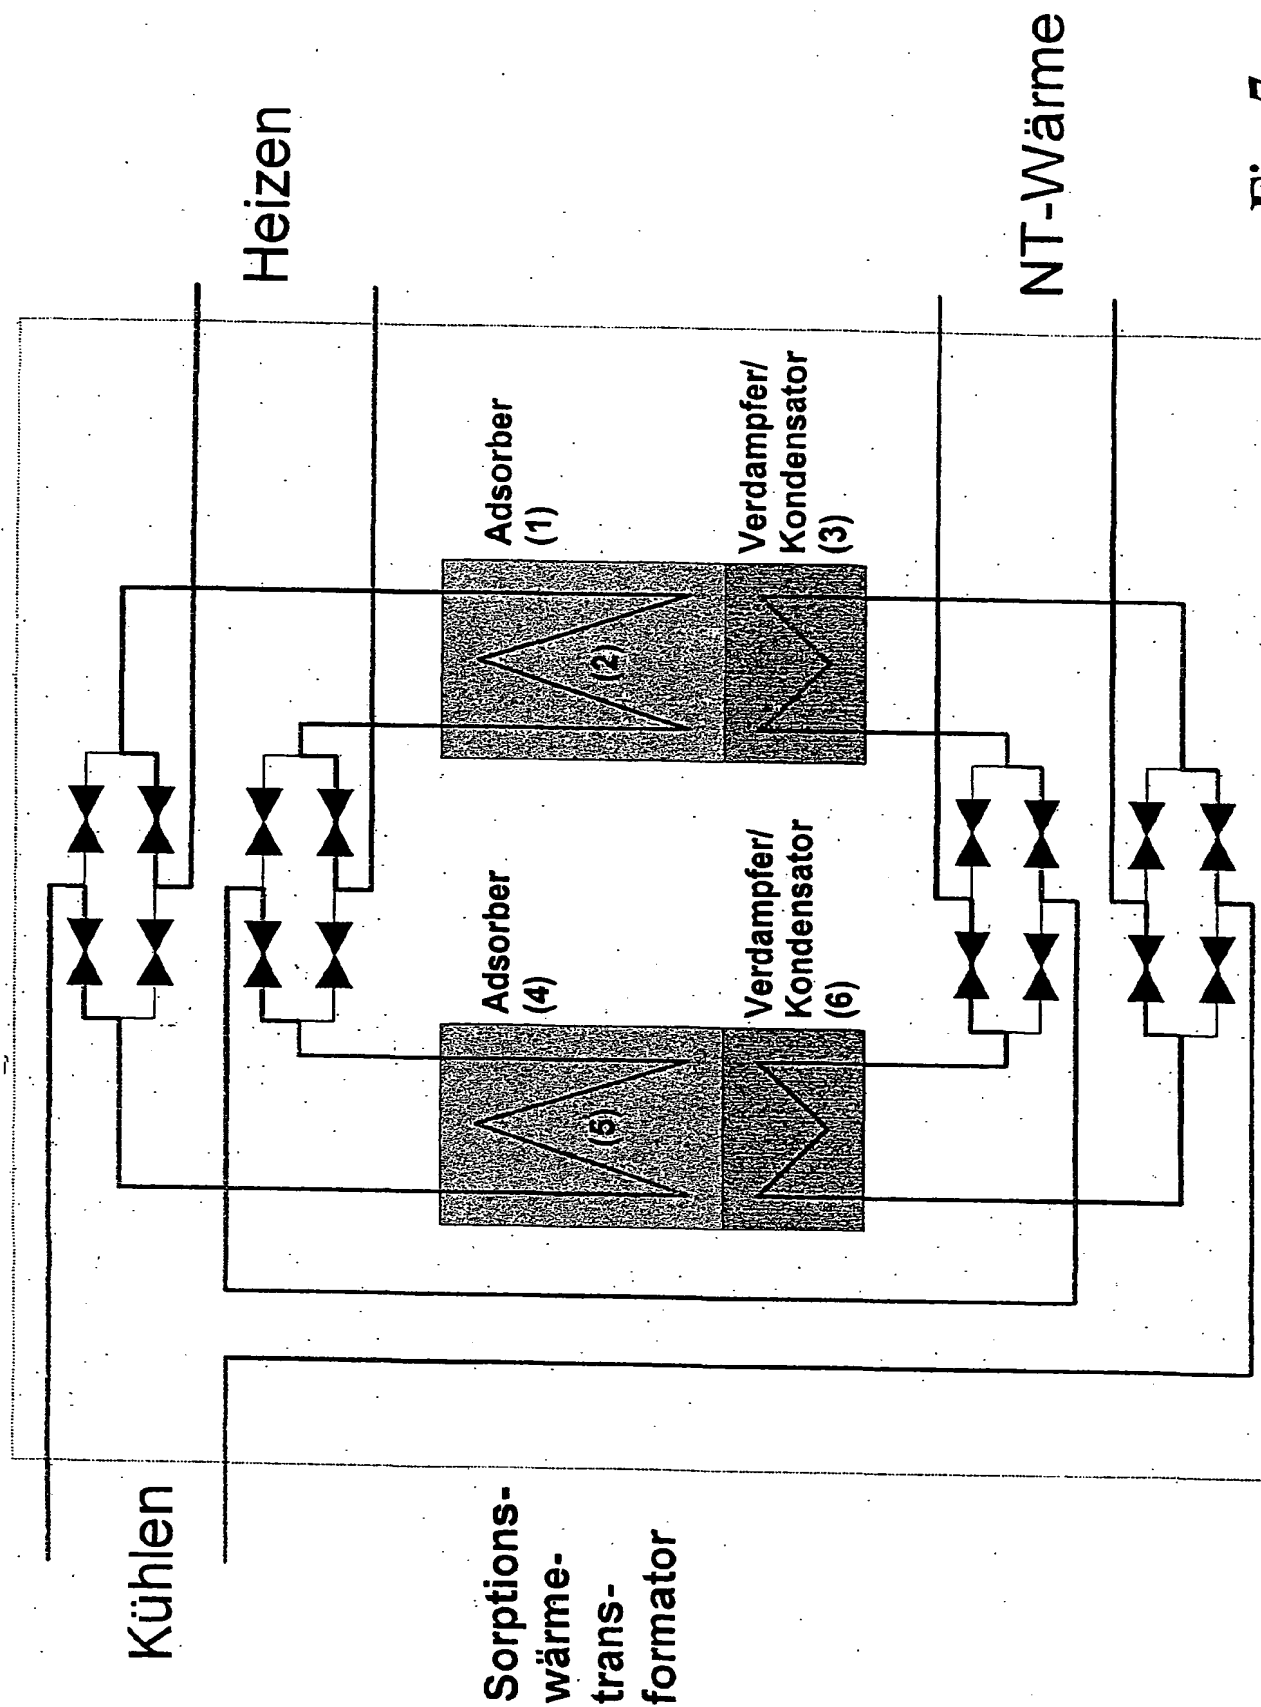 Kühlen
Heizen
Sorptions-
wärme-
trans-
formator
Adsorber
(4)
(5)
Adsorber
(1)
(2)
Verdampfer/
Kondensator
(6)
Verdampfer/
Kondensator
(3)
NT-Wärme